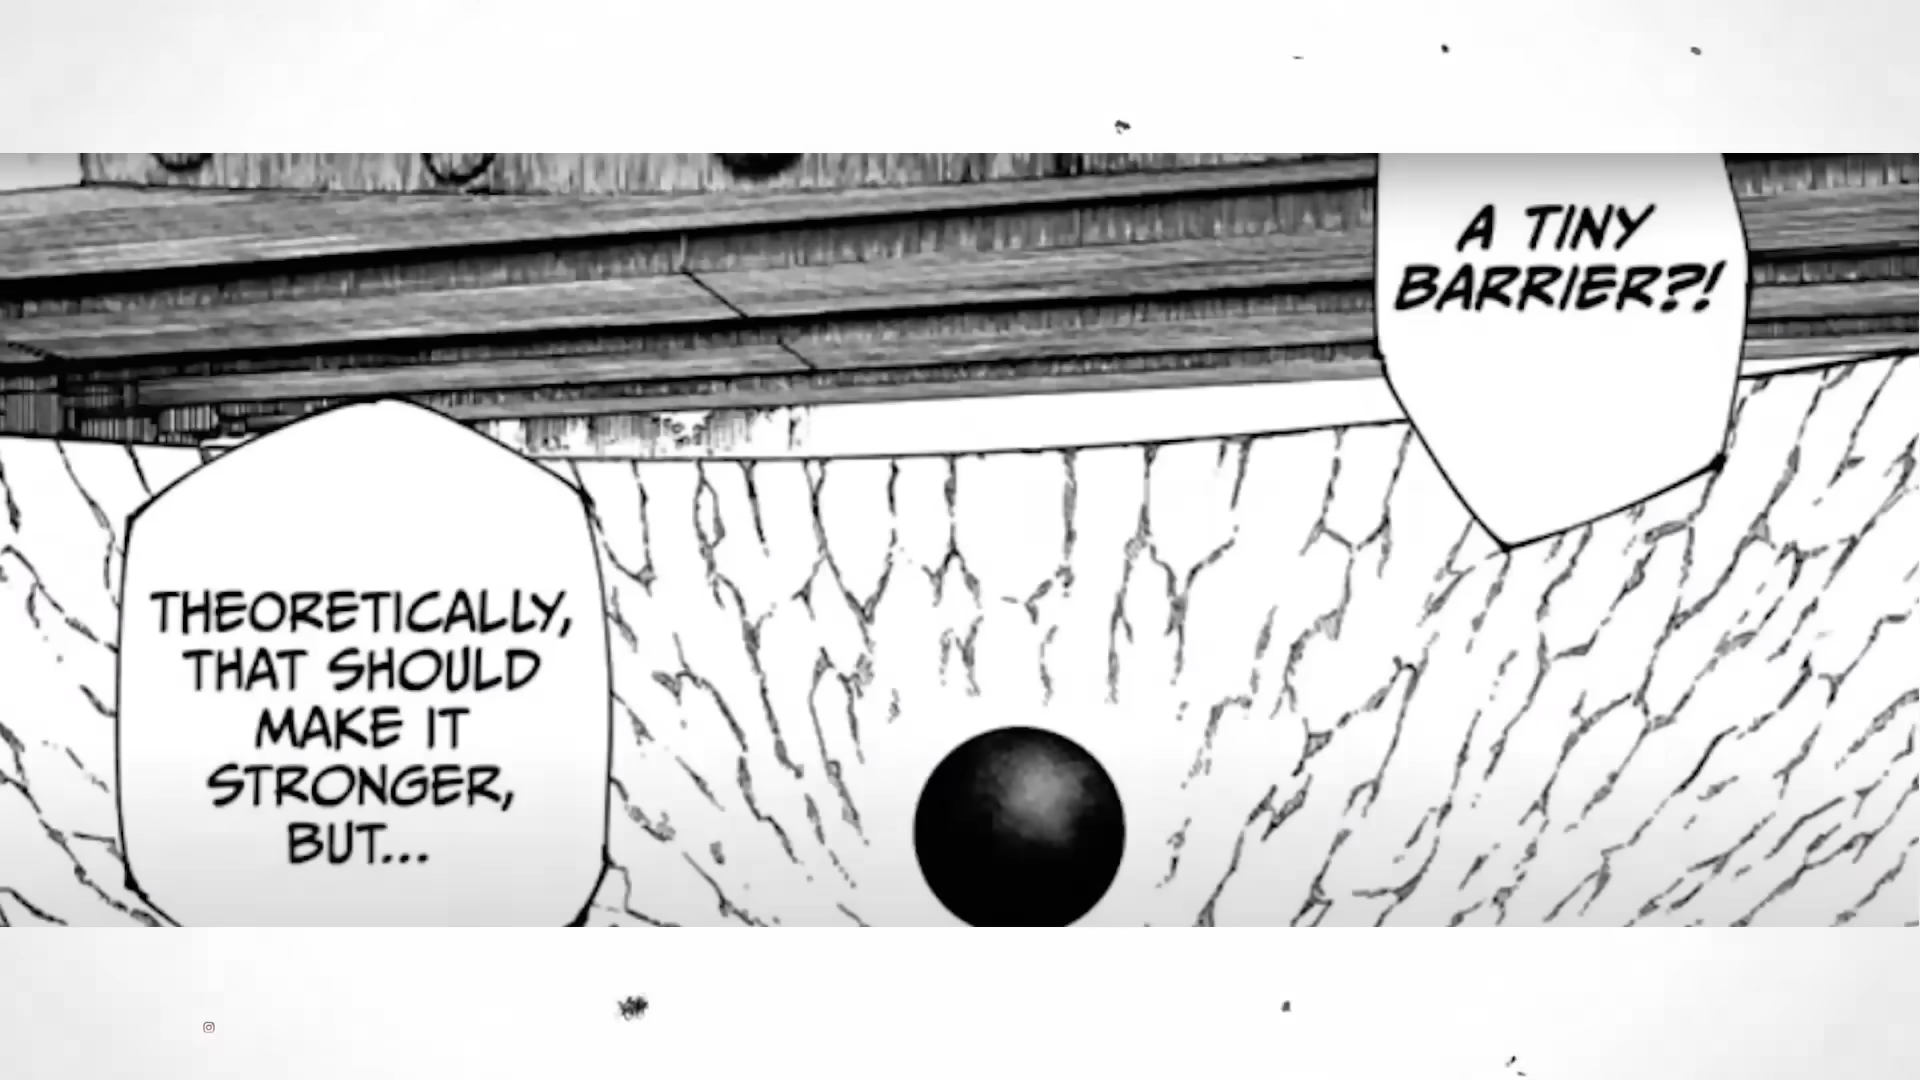 A TINY
BARRIER?!
THEORETICALLY,
THAT SHOULD
MAKE IT
STRONGER,
BUT...